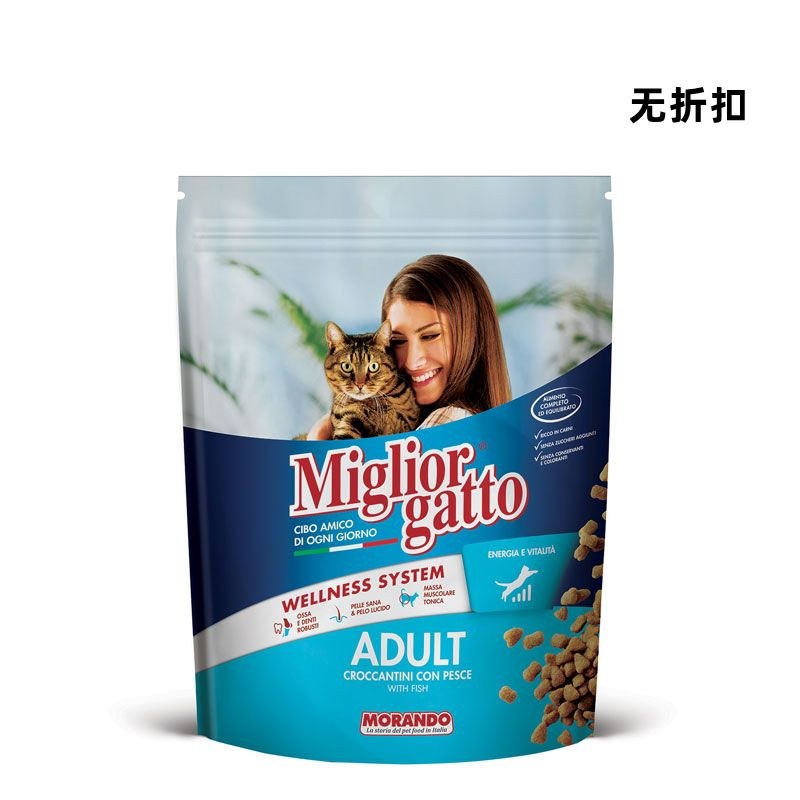 无折扣
ALIMENTO
COMPLETO
ED EQUILIBRATO
RICCO IN CARNI
SENZA ZUCCHERI AGGIUNTI
SENZA CONSERVANTI
E COLORANTI
Miglior
gatto
CIBO AMICO
DI OGNI GIORNO
ENERGIA E VITALITÀ
WELLNESS SYSTEM
OSSA
E DENTI
ROBUSTI
PELLE SANA
& PELO LUCIDO
MASSA
MUSCOLARE
TONICA
ADULT
CROCCANTINI CON PESCE
WITH FISH
MORANDO
La storia del pet food in Italia